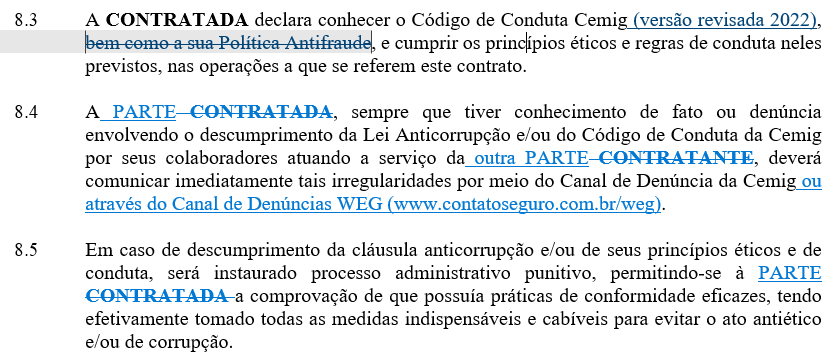 8.3 A CONTRATADA declara conhecer o Código de Conduta Cemig (versão revisada 2022),
bem como a sua Política Antifraude, e cumprir os princípios éticos e regras de conduta neles
previstos, nas operações a que se referem este contrato.
8.4 A PARTE CONTRATADA, sempre que tiver conhecimento de fato ou denúncia
envolvendo o descumprimento da Lei Anticorrupção e/ou do Código de Conduta da Cemig
por seus colaboradores atuando a serviço da outra PARTE CONTRATANTE, deverá
comunicar imediatamente tais irregularidades por meio do Canal de Denúncia da Cemig ou
através do Canal de Denúncias WEG (www.contatoseguro.com.br/weg).
8.5 Em caso de descumprimento da cláusula anticorrupção e/ou de seus princípios éticos e de
conduta, será instaurado processo administrativo punitivo, permitindo-se à PARTE
CONTRATADA a comprovação de que possuía práticas de conformidade eficazes, tendo
efetivamente tomado todas as medidas indispensáveis e cabíveis para evitar o ato antiético
e/ou de corrupção.